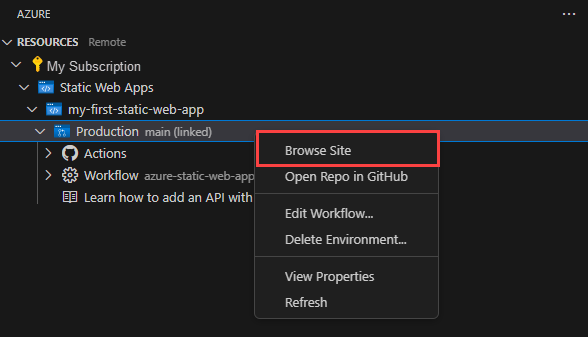 AZURE
RESOURCES Remote
My Subscription
Static Web Apps
my-first-static-web-app
Production main (linked)
Actions
Workflow azure-static-web-app
Learn how to add an API with
Browse Site
Open Repo in GitHub
Edit Workflow...
Delete Environment...
View Properties
Refresh